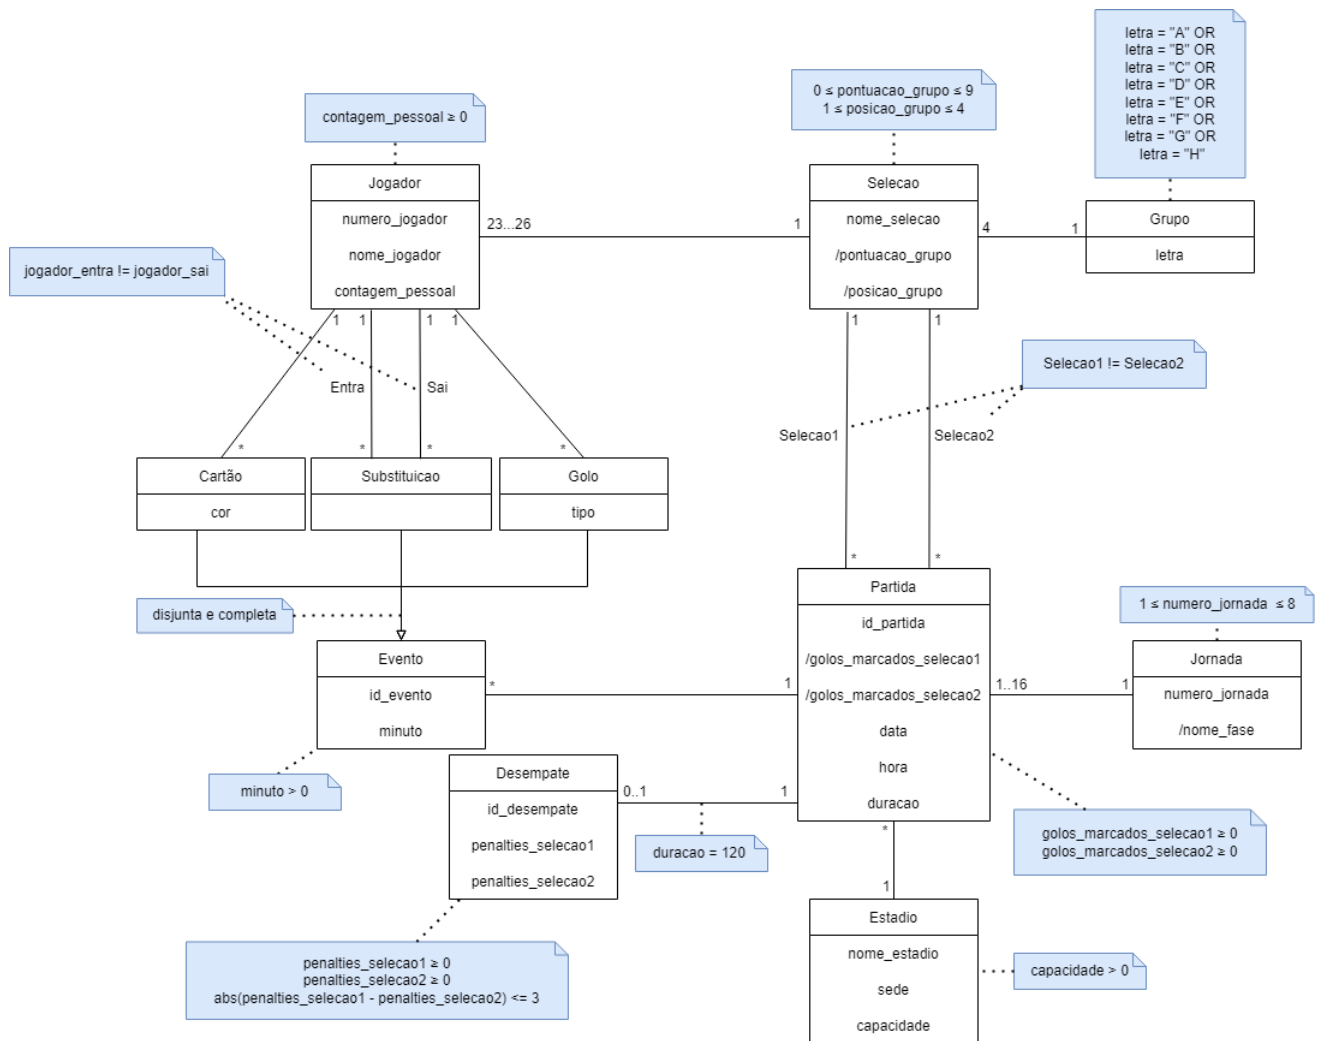 letra = "A" OR
letra = "B" OR
letra = "C" OR
letra = "D" OR
letra = "E" OR
letra = "F" OR
letra = "G" OR
letra = "H"
0 ≤ pontuacao_grupo ≤ 9
1 ≤ posicao_grupo ≤ 4
contagem_pessoal ≥ 0
Jogador
numero_jogador
nome_jogador
contagem_pessoal
23...26
1
Selecao
nome_selecao
/pontuacao_grupo
/posicao_grupo
4
1
Grupo
letra
jogador_entra != jogador_sai
1
1
1
1
1
1
Entra
Sai
Selecao1 != Selecao2
Selecao1
Selecao2
*
*
*
*
Cartão
cor
Substituicao
Golo
tipo
*
*
disjunta e completa
Evento
id_evento
minuto
*
1
Partida
id_partida
/golos_marcados_selecao1
/golos_marcados_selecao2
data
hora
duracao
1..16
1
1 ≤ numero_jornada ≤ 8
Jornada
numero_jornada
/nome_fase
minuto > 0
Desempate
id_desempate
penalties_selecao1
penalties_selecao2
0..1
1
duracao = 120
golos_marcados_selecao1 ≥ 0
golos_marcados_selecao2 ≥ 0
*
1
Estadio
nome_estadio
sede
capacidade
capacidade > 0
penalties_selecao1 ≥ 0
penalties_selecao2 ≥ 0
abs(penalties_selecao1 - penalties_selecao2) <= 3